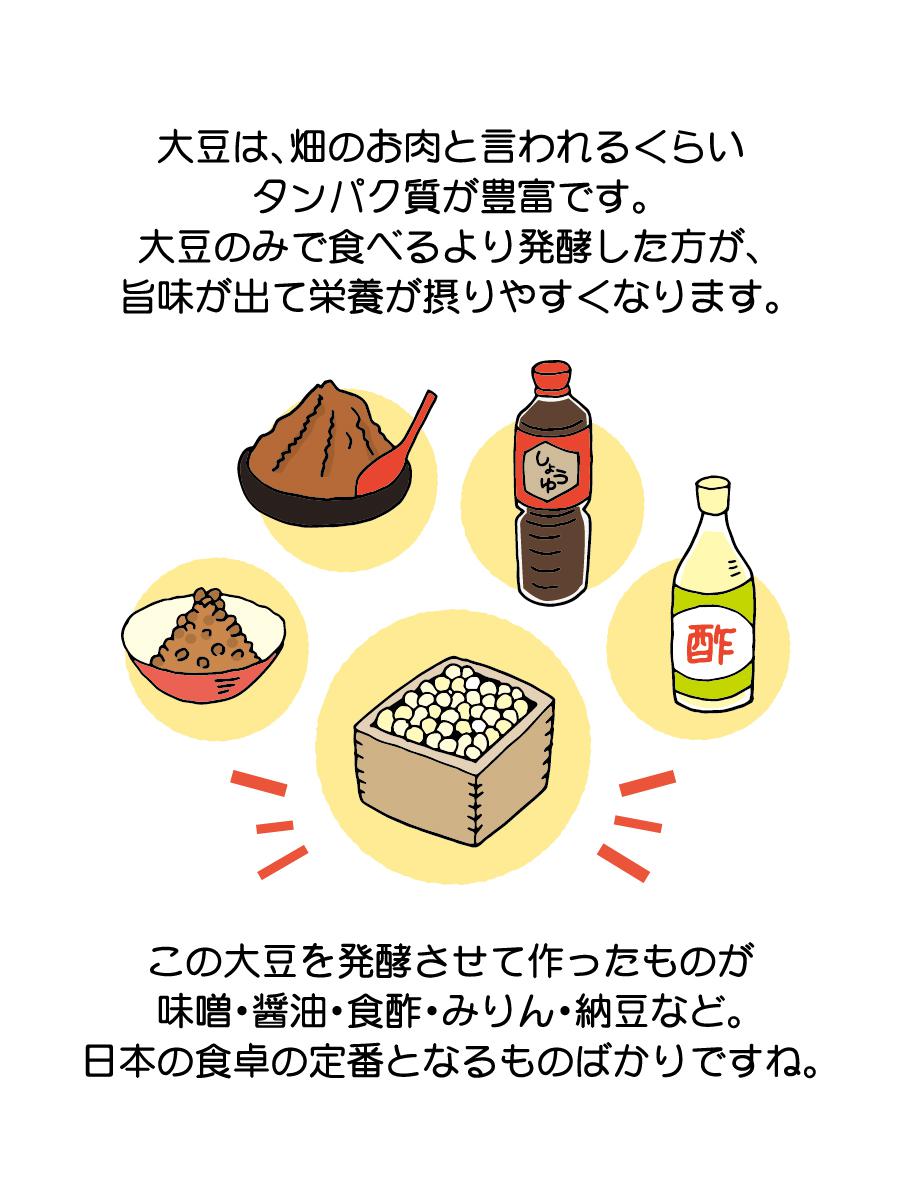 大豆は、畑のお肉と言われるくらい
タンパク質が豊富です。
大豆のみで食べるより発酵した方が、
旨味が出て栄養が摂りやすくなります。
しょうゆ
酢
この大豆を発酵させて作ったものが
味噌・醤油・食酢・みりん・納豆など。
日本の食卓の定番となるものばかりですね。